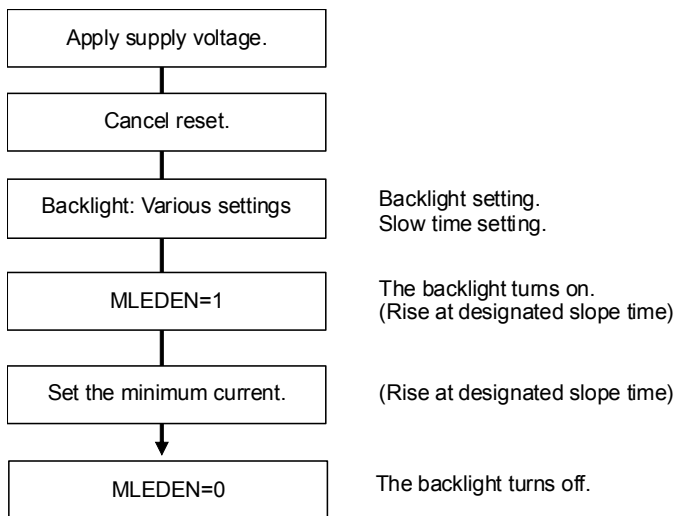 Apply supply voltage.
Cancel reset.
Backlight: Various settings
Backlight setting.
Slow time setting.
MLEDEN=1
The backlight turns on.
(Rise at designated slope time)
Set the minimum current.
(Rise at designated slope time)
MLEDEN=0
The backlight turns off.